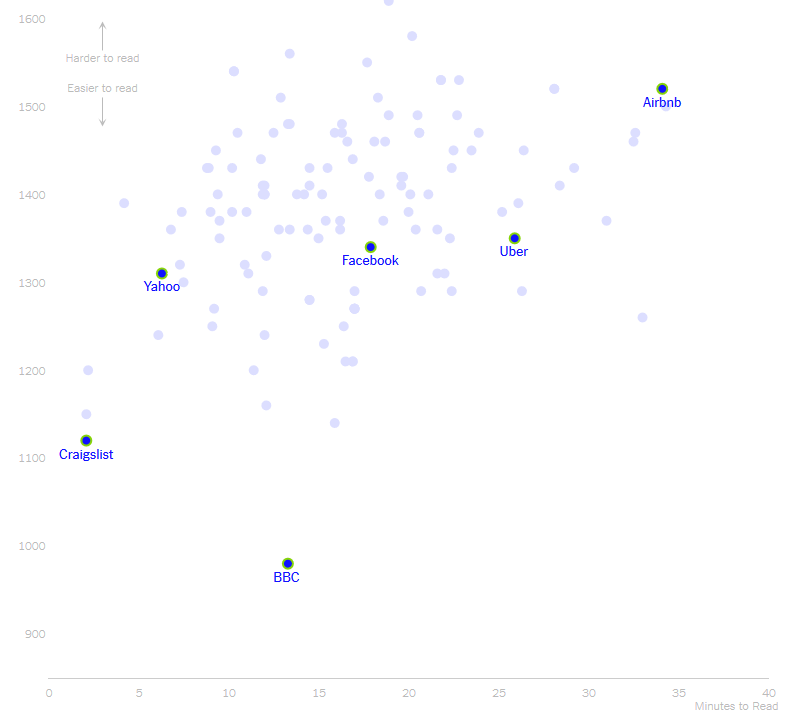 1600
Harder to read
Easier to read
1500
Airbnb
1400
1300
Uber
Facebook
Yahoo
1200
1100
Craigslist
1000
BBC
900
0 5 10 15 20 25 30 35 40
Minutes to Read